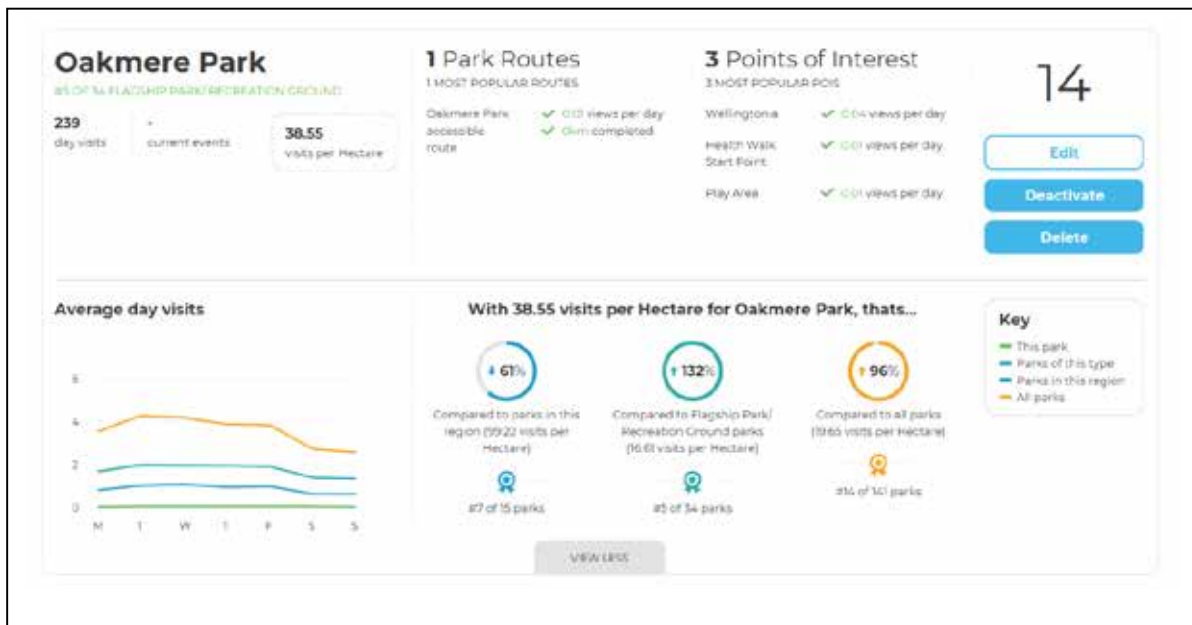 Oakmere Park
#5 OF 34 FLAGSHIP PARK/RECREATION GROUND
239
day visits
-
current events
38.55
visits per Hectare
1 Park Routes
1 MOST POPULAR ROUTES
Oakmere Park
accessible
route
0.01 views per day
0km completed
3 Points of Interest
3 MOST POPULAR POIS
Wellingtonia
0.04 views per day
Health Walk
Start Point
0.01 views per day
Play Area
0.01 views per day
14
Edit
Deactivate
Delete
Average day visits
6
4
2
0
M T W T F S S
With 38.55 visits per Hectare for Oakmere Park, thats...
61%
Compared to parks in this
region (99.22 visits per
Hectare)
#7 of 15 parks
132%
Compared to Flagship Park/
Recreation Ground parks
(16.61 visits per Hectare)
#5 of 34 parks
96%
Compared to all parks
(19.65 visits per Hectare)
#14 of 141 parks
Key
This park
Parks of this type
Parks in this region
All parks
VIEW LESS